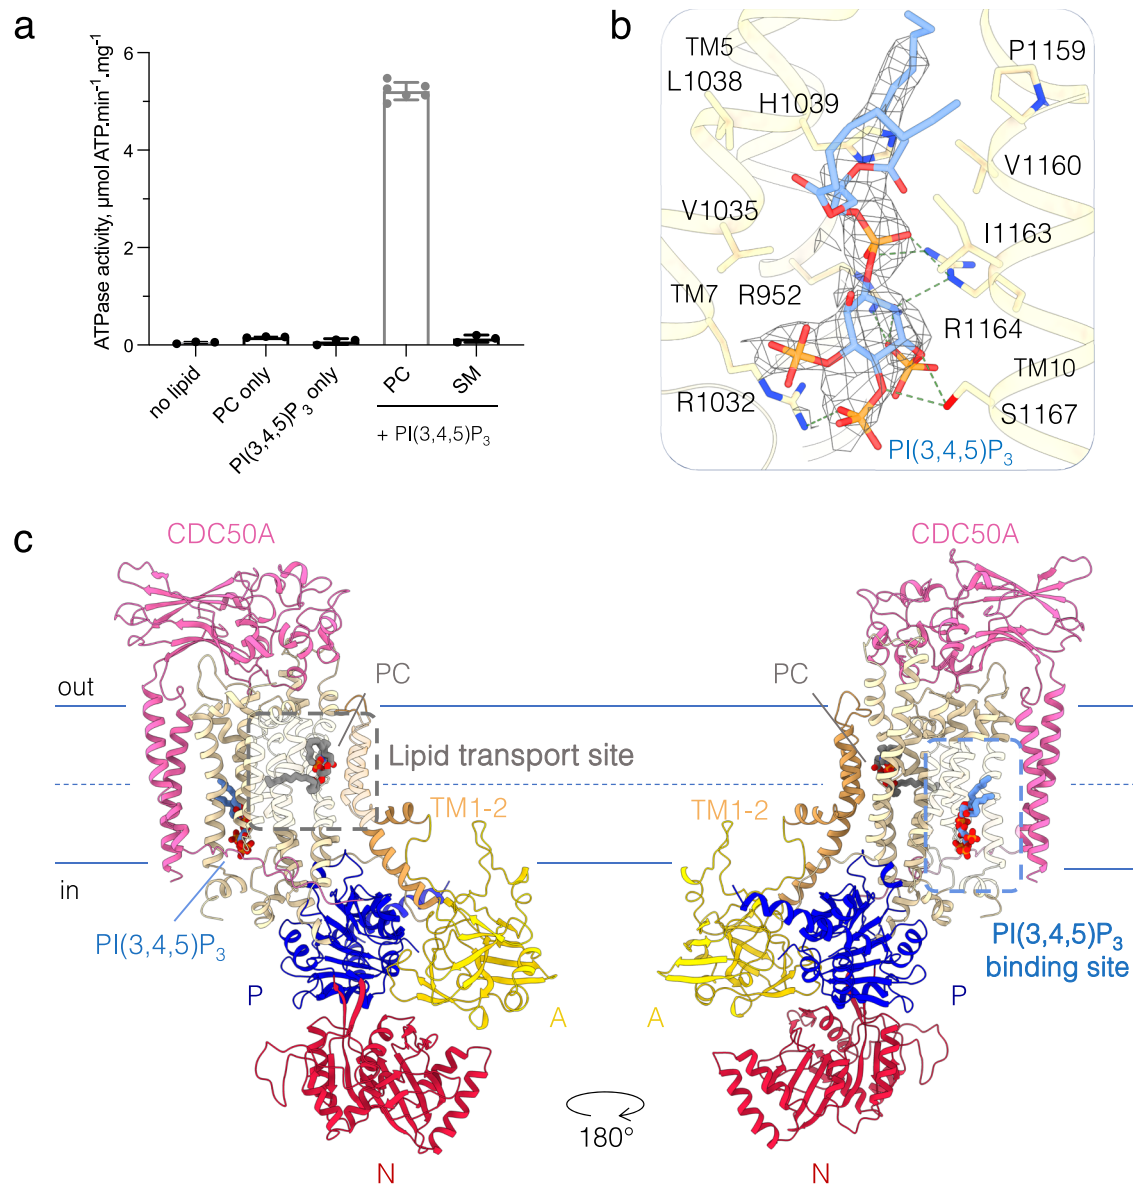 a
ATPase activity, μmol ATP.min⁻¹.mg⁻¹
6
4
2
0
no lipid
PC only
PI(3,4,5)P₃ only
PC
SM
+ PI(3,4,5)P₃
b
TM5
P1159
L1038
H1039
V1160
V1035
I1163
TM7
R952
R1164
TM10
R1032
S1167
PI(3,4,5)P₃
c
CDC50A
CDC50A
PC
PC
out
Lipid transport site
TM1-2
TM1-2
in
PI(3,4,5)P₃
PI(3,4,5)P₃
binding site
P
P
A
A
180°
N
N